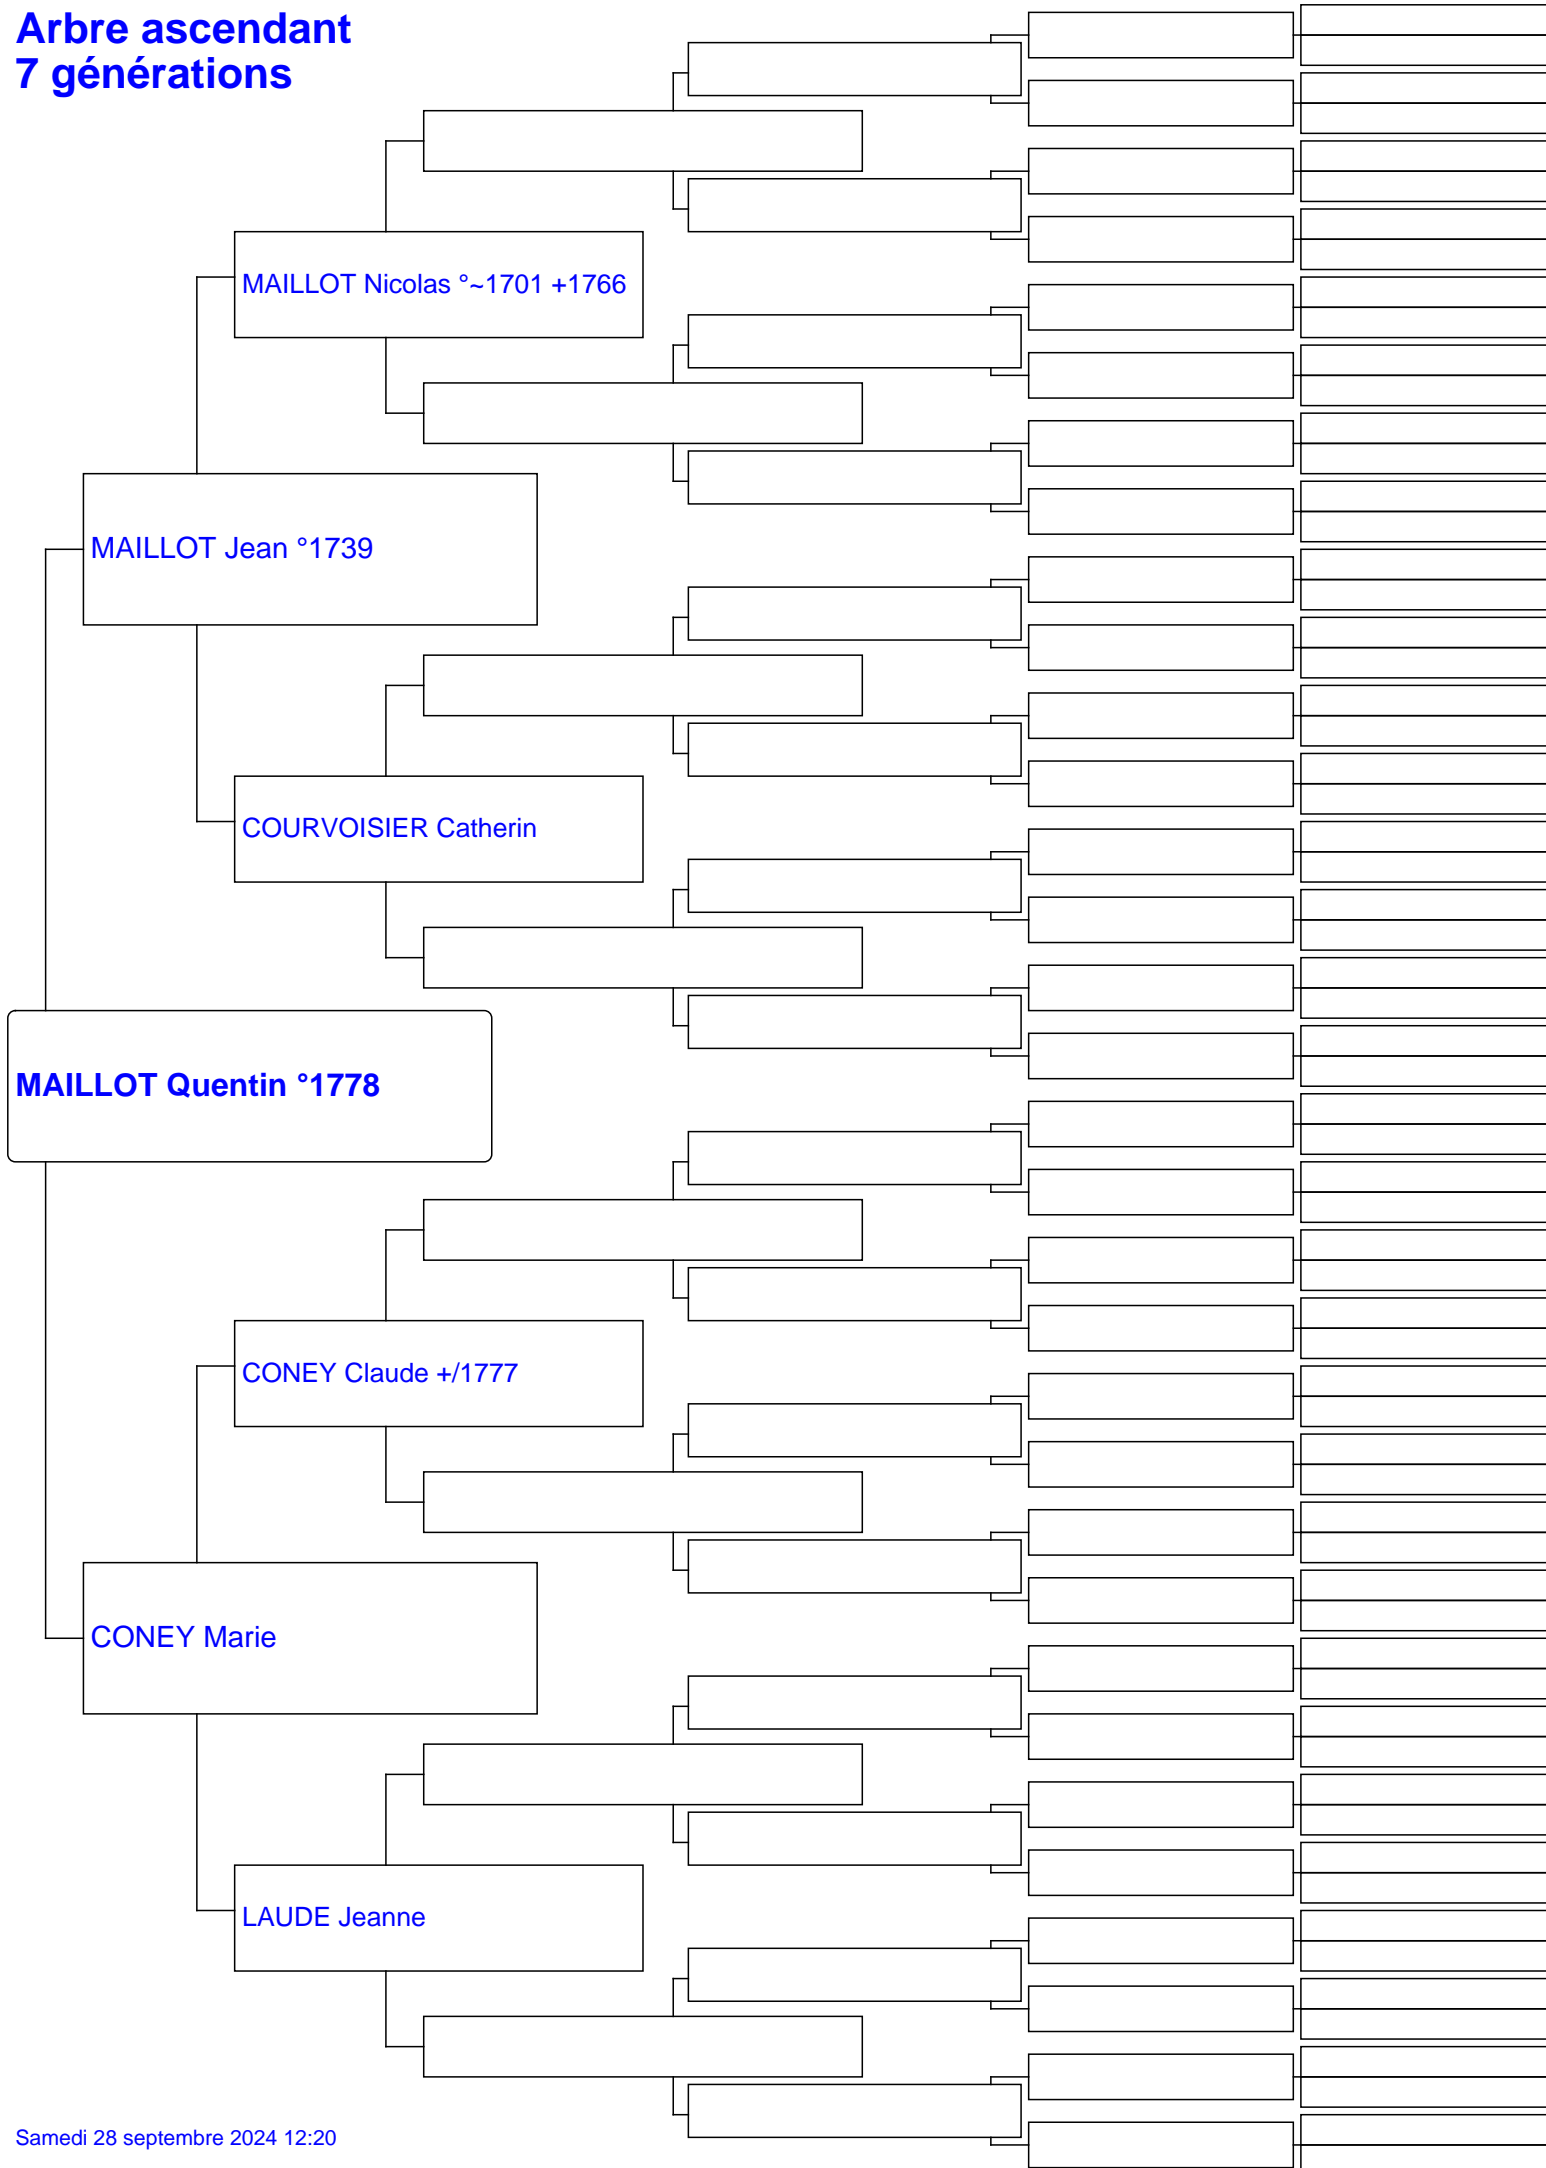 Arbre ascendant
7 générations
MAILLOT Nicolas °~1701 +1766
MAILLOT Jean °1739
COURVOISIER Catherin
MAILLOT Quentin °1778
CONEY Claude +/1777
CONEY Marie
LAUDE Jeanne
Samedi 28 septembre 2024 12:20